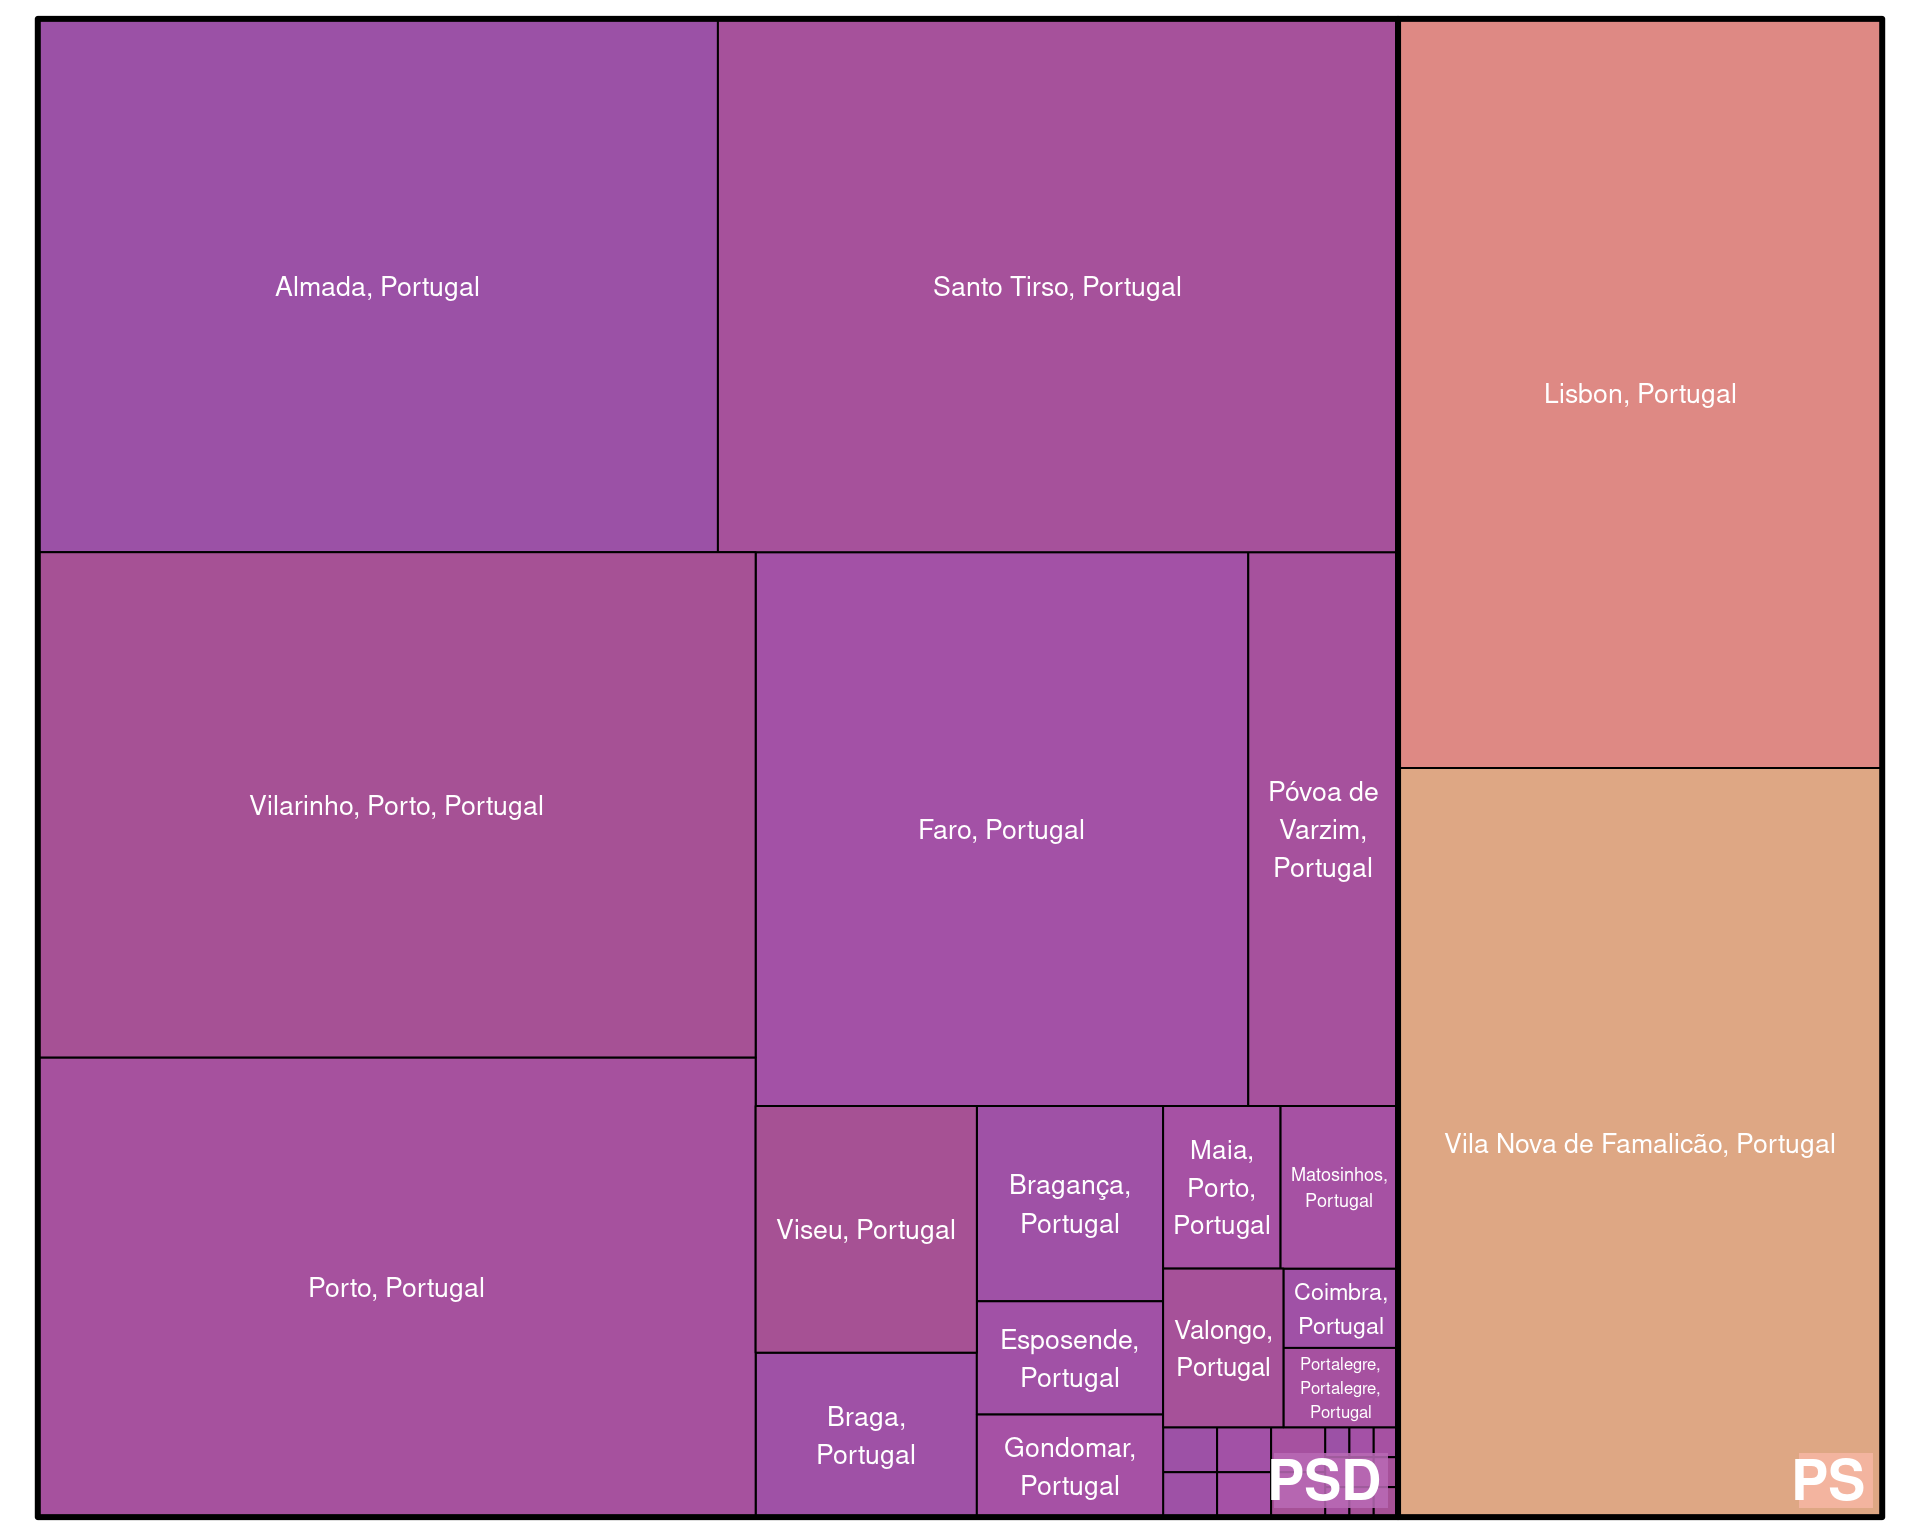 Almada, Portugal
Santo Tirso, Portugal
Lisbon, Portugal
Vilarinho, Porto, Portugal
Faro, Portugal
Póvoa de
Varzim,
Portugal
Vila Nova de Famalicão, Portugal
Porto, Portugal
Viseu, Portugal
Bragança,
Portugal
Maia,
Porto,
Portugal
Matosinhos,
Portugal
Esposende,
Portugal
Valongo,
Portugal
Coimbra,
Portugal
Portalegre,
Portalegre,
Portugal
Braga,
Portugal
Gondomar,
Portugal
PSD
PS